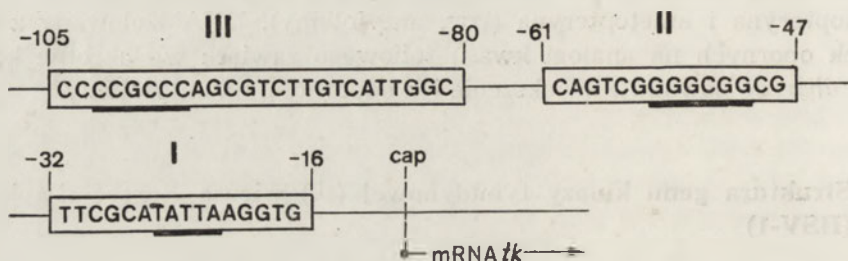 III II
-105 -80 -61 -47
CCCCGCCCAGCGTCTTGTCATTGGC CAGTCGGGGCGGCG
-32 I -16 cap
TTCGCATATTAAGGTG
mRNA tk